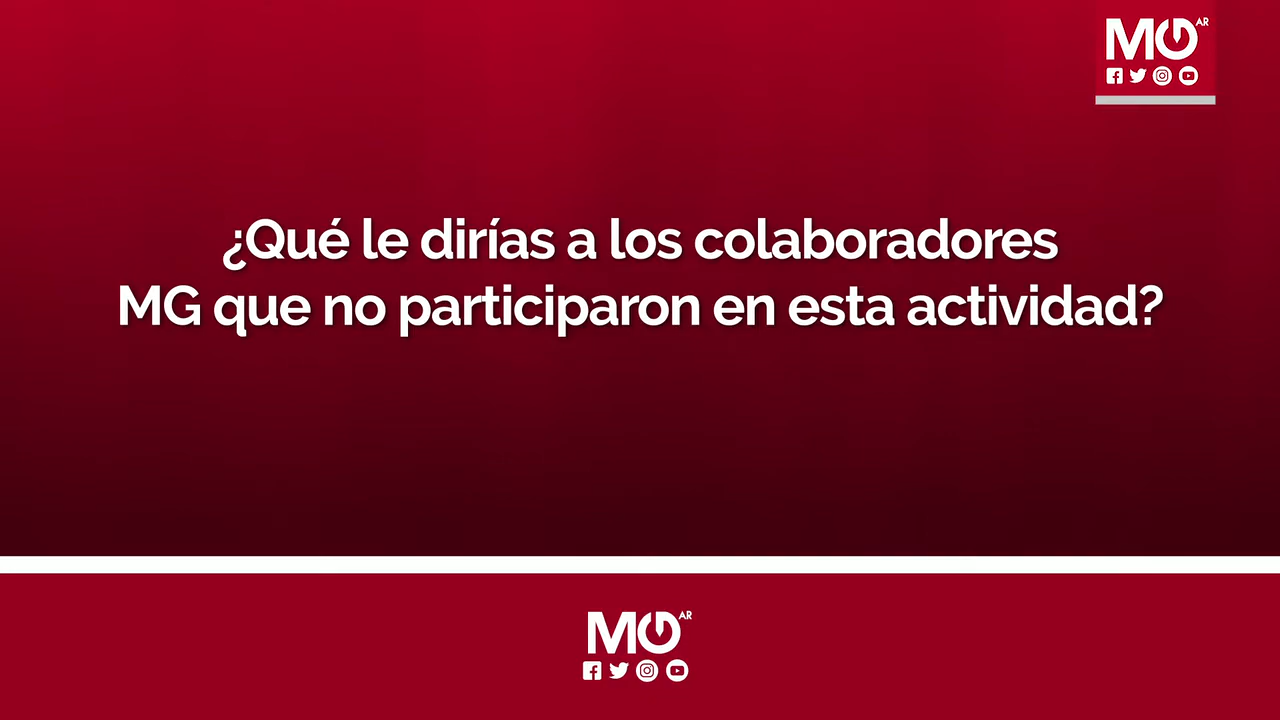 MG AR
¿Qué le dirías a los colaboradores
MG que no participaron en esta actividad?
MG AR